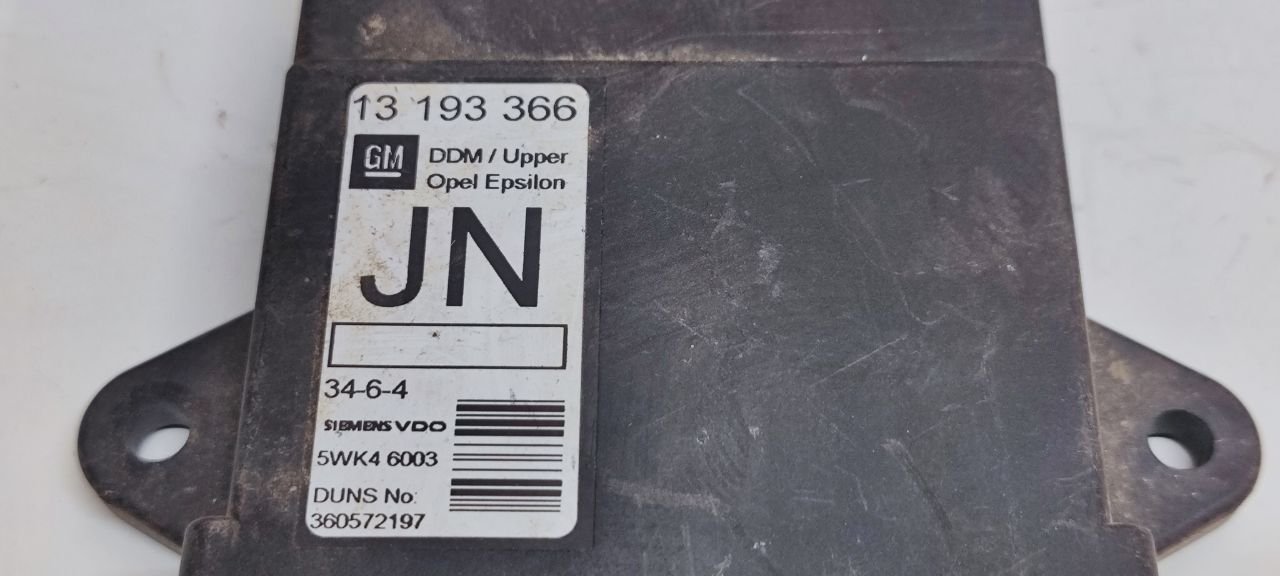 13 193 366
GM DDM / Upper
Opel Epsilon
JN
34-6-4
SIEMENS VDO
5WK4 6003
DUNS No:
360572197